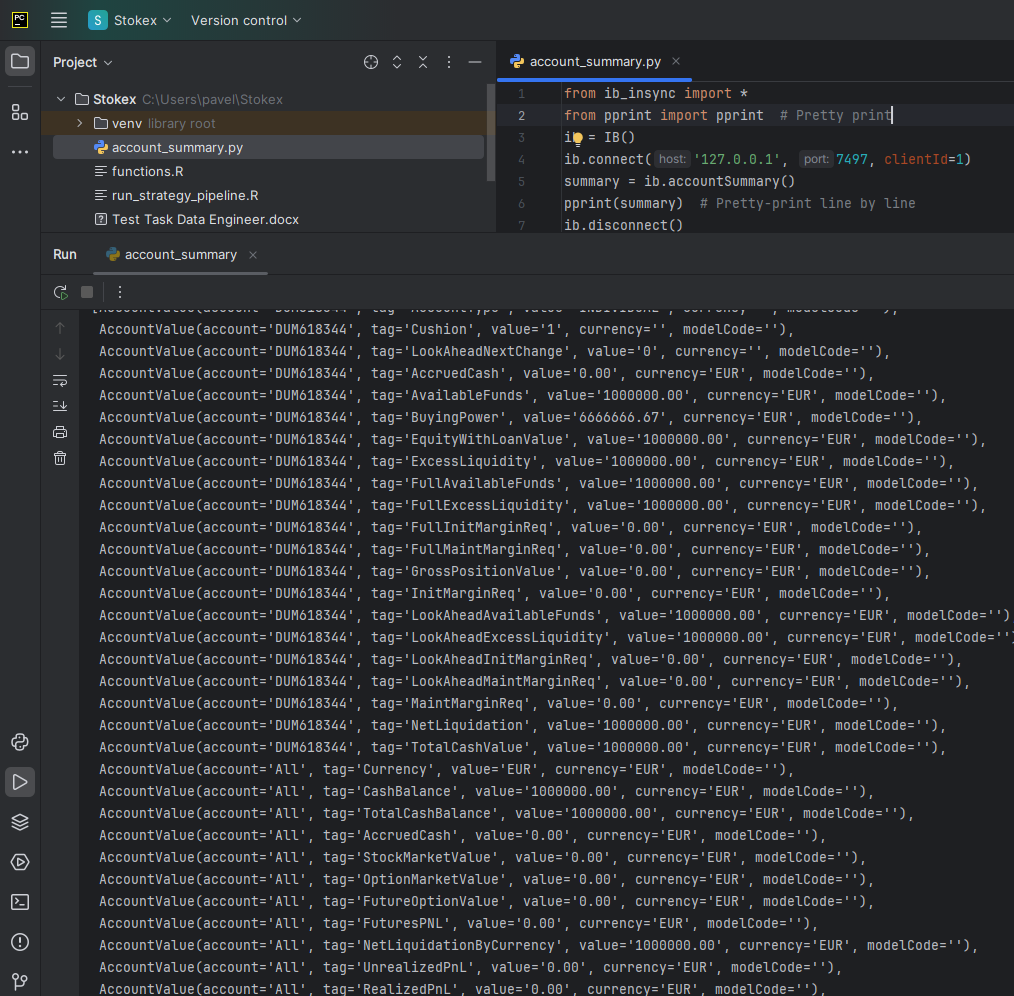 PC
S Stokex Version control
Project
account_summary.py
Stokex C:\Users\pavel\Stokex
venv library root
account_summary.py
functions.R
run_strategy_pipeline.R
Test Task Data Engineer.docx
1 from ib_insync import *
2 from pprint import pprint # Pretty print
3 ib = IB()
4 ib.connect( host: '127.0.0.1', port: 7497, clientId=1)
5 summary = ib.accountSummary()
6 pprint(summary) # Pretty-print line by line
7 ib.disconnect()
Run account_summary
[AccountValue(account='DUM618344', tag='AccountType', value='INDIVIDUAL', currency='', modelCode=''),
AccountValue(account='DUM618344', tag='Cushion', value='1', currency='', modelCode=''),
AccountValue(account='DUM618344', tag='LookAheadNextChange', value='0', currency='', modelCode=''),
AccountValue(account='DUM618344', tag='AccruedCash', value='0.00', currency='EUR', modelCode=''),
AccountValue(account='DUM618344', tag='AvailableFunds', value='1000000.00', currency='EUR', modelCode=''),
AccountValue(account='DUM618344', tag='BuyingPower', value='6666666.67', currency='EUR', modelCode=''),
AccountValue(account='DUM618344', tag='EquityWithLoanValue', value='1000000.00', currency='EUR', modelCode=''),
AccountValue(account='DUM618344', tag='ExcessLiquidity', value='1000000.00', currency='EUR', modelCode=''),
AccountValue(account='DUM618344', tag='FullAvailableFunds', value='1000000.00', currency='EUR', modelCode=''),
AccountValue(account='DUM618344', tag='FullExcessLiquidity', value='1000000.00', currency='EUR', modelCode=''),
AccountValue(account='DUM618344', tag='FullInitMarginReq', value='0.00', currency='EUR', modelCode=''),
AccountValue(account='DUM618344', tag='FullMaintMarginReq', value='0.00', currency='EUR', modelCode=''),
AccountValue(account='DUM618344', tag='GrossPositionValue', value='0.00', currency='EUR', modelCode=''),
AccountValue(account='DUM618344', tag='InitMarginReq', value='0.00', currency='EUR', modelCode=''),
AccountValue(account='DUM618344', tag='LookAheadAvailableFunds', value='1000000.00', currency='EUR', modelCode='')
AccountValue(account='DUM618344', tag='LookAheadExcessLiquidity', value='1000000.00', currency='EUR', modelCode='')
AccountValue(account='DUM618344', tag='LookAheadInitMarginReq', value='0.00', currency='EUR', modelCode=''),
AccountValue(account='DUM618344', tag='LookAheadMaintMarginReq', value='0.00', currency='EUR', modelCode=''),
AccountValue(account='DUM618344', tag='MaintMarginReq', value='0.00', currency='EUR', modelCode=''),
AccountValue(account='DUM618344', tag='NetLiquidation', value='1000000.00', currency='EUR', modelCode=''),
AccountValue(account='DUM618344', tag='TotalCashValue', value='1000000.00', currency='EUR', modelCode=''),
AccountValue(account='All', tag='Currency', value='EUR', currency='EUR', modelCode=''),
AccountValue(account='All', tag='CashBalance', value='1000000.00', currency='EUR', modelCode=''),
AccountValue(account='All', tag='TotalCashBalance', value='1000000.00', currency='EUR', modelCode=''),
AccountValue(account='All', tag='AccruedCash', value='0.00', currency='EUR', modelCode=''),
AccountValue(account='All', tag='StockMarketValue', value='0.00', currency='EUR', modelCode=''),
AccountValue(account='All', tag='OptionMarketValue', value='0.00', currency='EUR', modelCode=''),
AccountValue(account='All', tag='FutureOptionValue', value='0.00', currency='EUR', modelCode=''),
AccountValue(account='All', tag='FuturesPNL', value='0.00', currency='EUR', modelCode=''),
AccountValue(account='All', tag='NetLiquidationByCurrency', value='1000000.00', currency='EUR', modelCode=''),
AccountValue(account='All', tag='UnrealizedPnL', value='0.00', currency='EUR', modelCode=''),
AccountValue(account='All', tag='RealizedPnL', value='0.00', currency='EUR', modelCode=''),